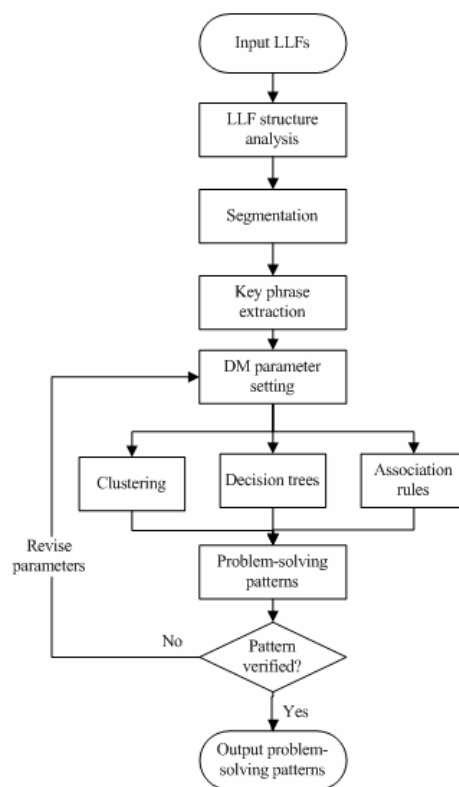 Input LLFs
LLF structure
analysis
Segmentation
Key phrase
extraction
DM parameter
setting
Clustering
Decision trees
Association
rules
Revise
parameters
Problem-solving
patterns
No
Pattern
verified?
Yes
Output problem-
solving patterns